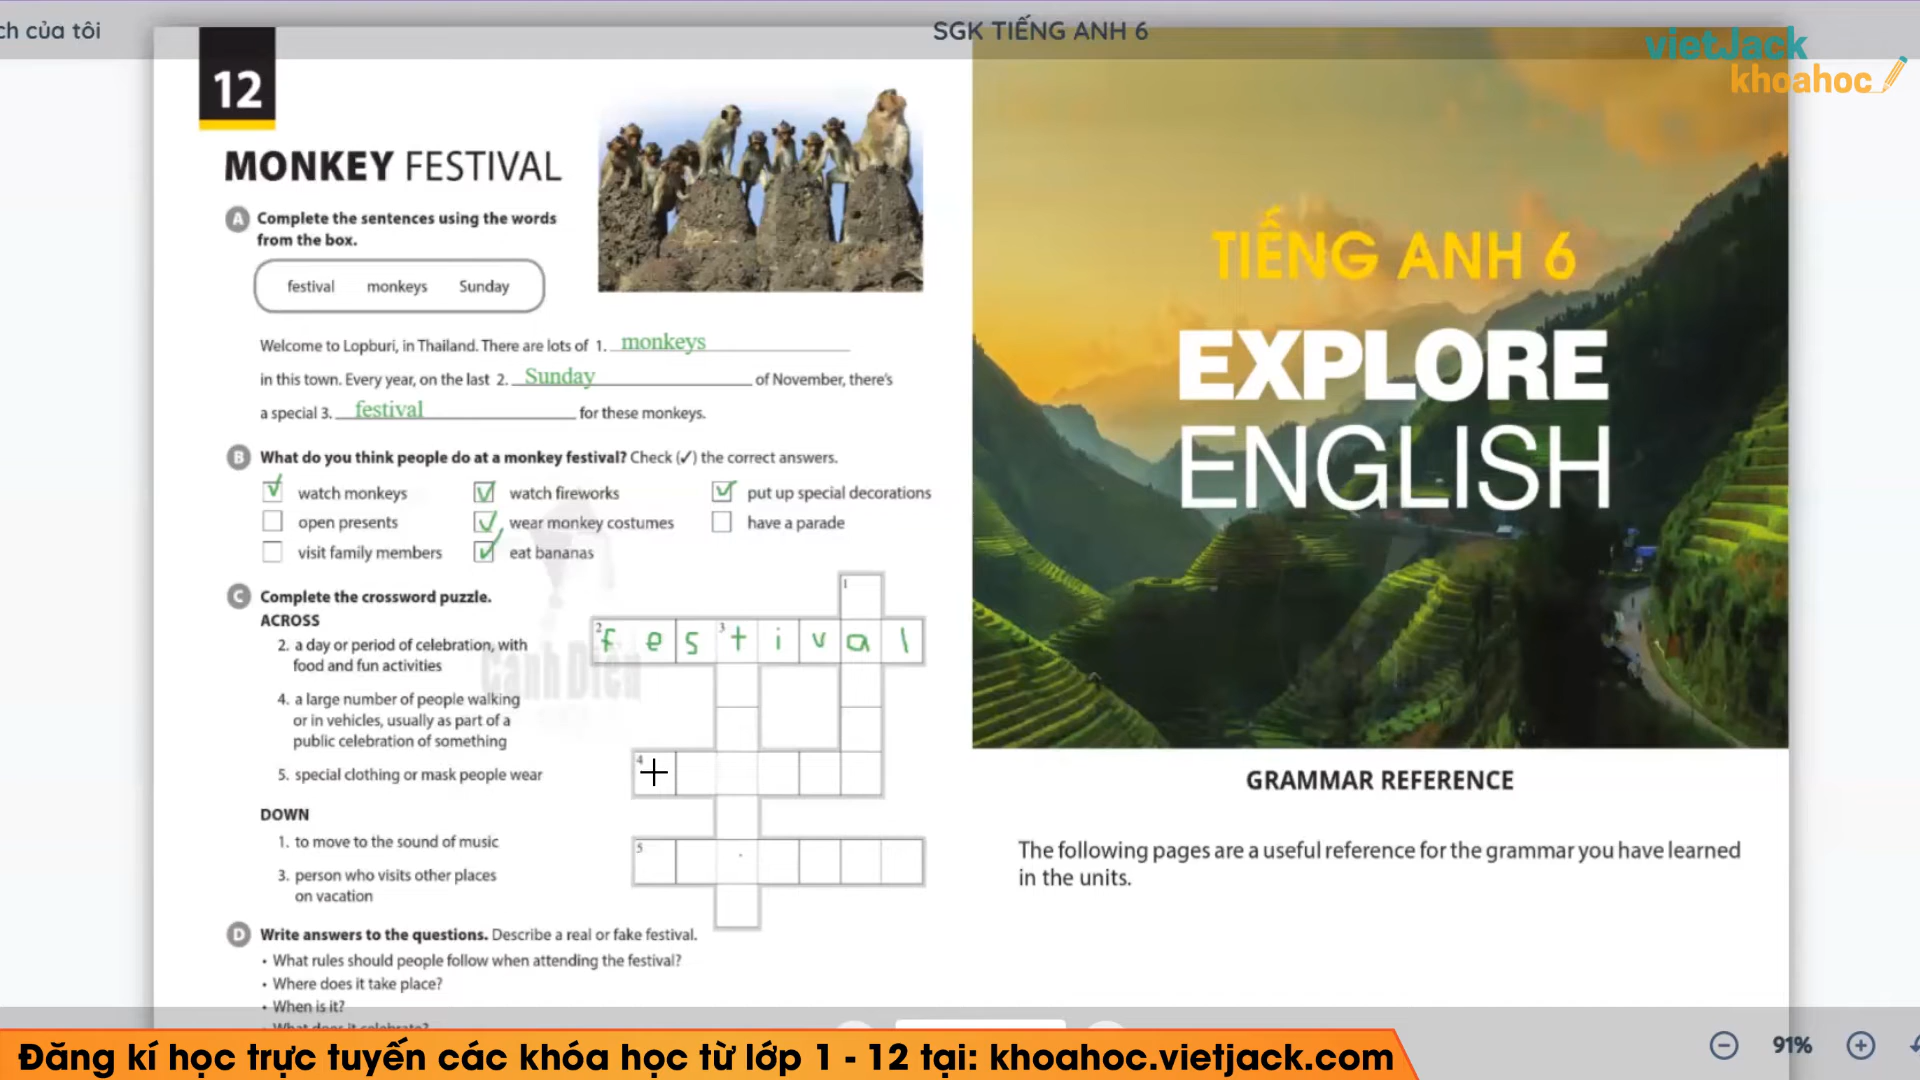 ch của tôi
SGK TIẾNG ANH 6
vietJack
khoahoc
12
MONKEY FESTIVAL
A Complete the sentences using the words
from the box.
festival monkeys Sunday
Welcome to Lopburi, in Thailand. There are lots of 1. monkeys
in this town. Every year, on the last 2. Sunday of November, there's
a special 3. festival for these monkeys.
B What do you think people do at a monkey festival? Check (✓) the correct answers.
✓ watch monkeys ✓ watch fireworks ✓ put up special decorations
open presents ✓ wear monkey costumes have a parade
visit family members ✓ eat bananas
C Complete the crossword puzzle.
ACROSS
2. a day or period of celebration, with
food and fun activities
4. a large number of people walking
or in vehicles, usually as part of a
public celebration of something
5. special clothing or mask people wear
DOWN
1. to move to the sound of music
3. person who visits other places
on vacation
1
2 f e s 3 t i v a l
4
5
Cánh Diều
D Write answers to the questions. Describe a real or fake festival.
• What rules should people follow when attending the festival?
• Where does it take place?
• When is it?
• What does it celebrate?
TIẾNG ANH 6
EXPLORE
ENGLISH
GRAMMAR REFERENCE
The following pages are a useful reference for the grammar you have learned
in the units.
91%
Đăng kí học trực tuyến các khóa học từ lớp 1 - 12 tại: khoahoc.vietjack.com